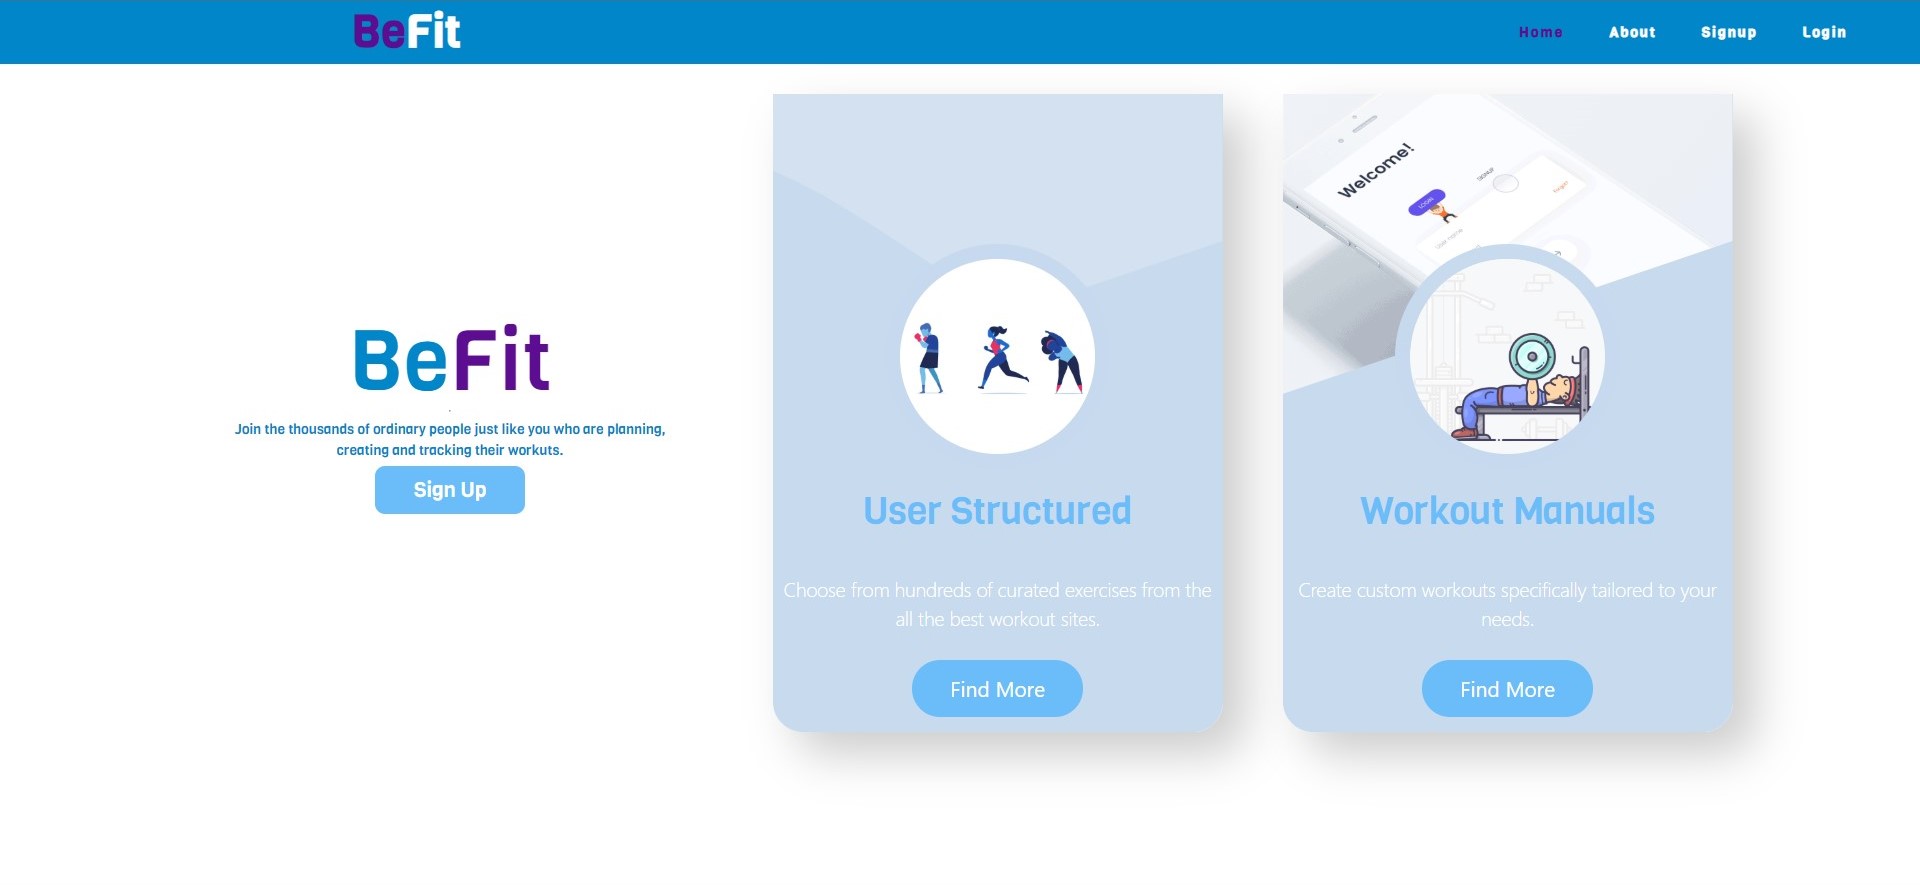 BeFit
Home About Signup Login
BeFit
Join the thousands of ordinary people just like you who are planning,
creating and tracking their workuts.
Sign Up
User Structured
Choose from hundreds of curated exercises from the
all the best workout sites.
Find More
Welcome!
LOGIN
SIGNUP
Workout Manuals
Create custom workouts specifically tailored to your
needs.
Find More